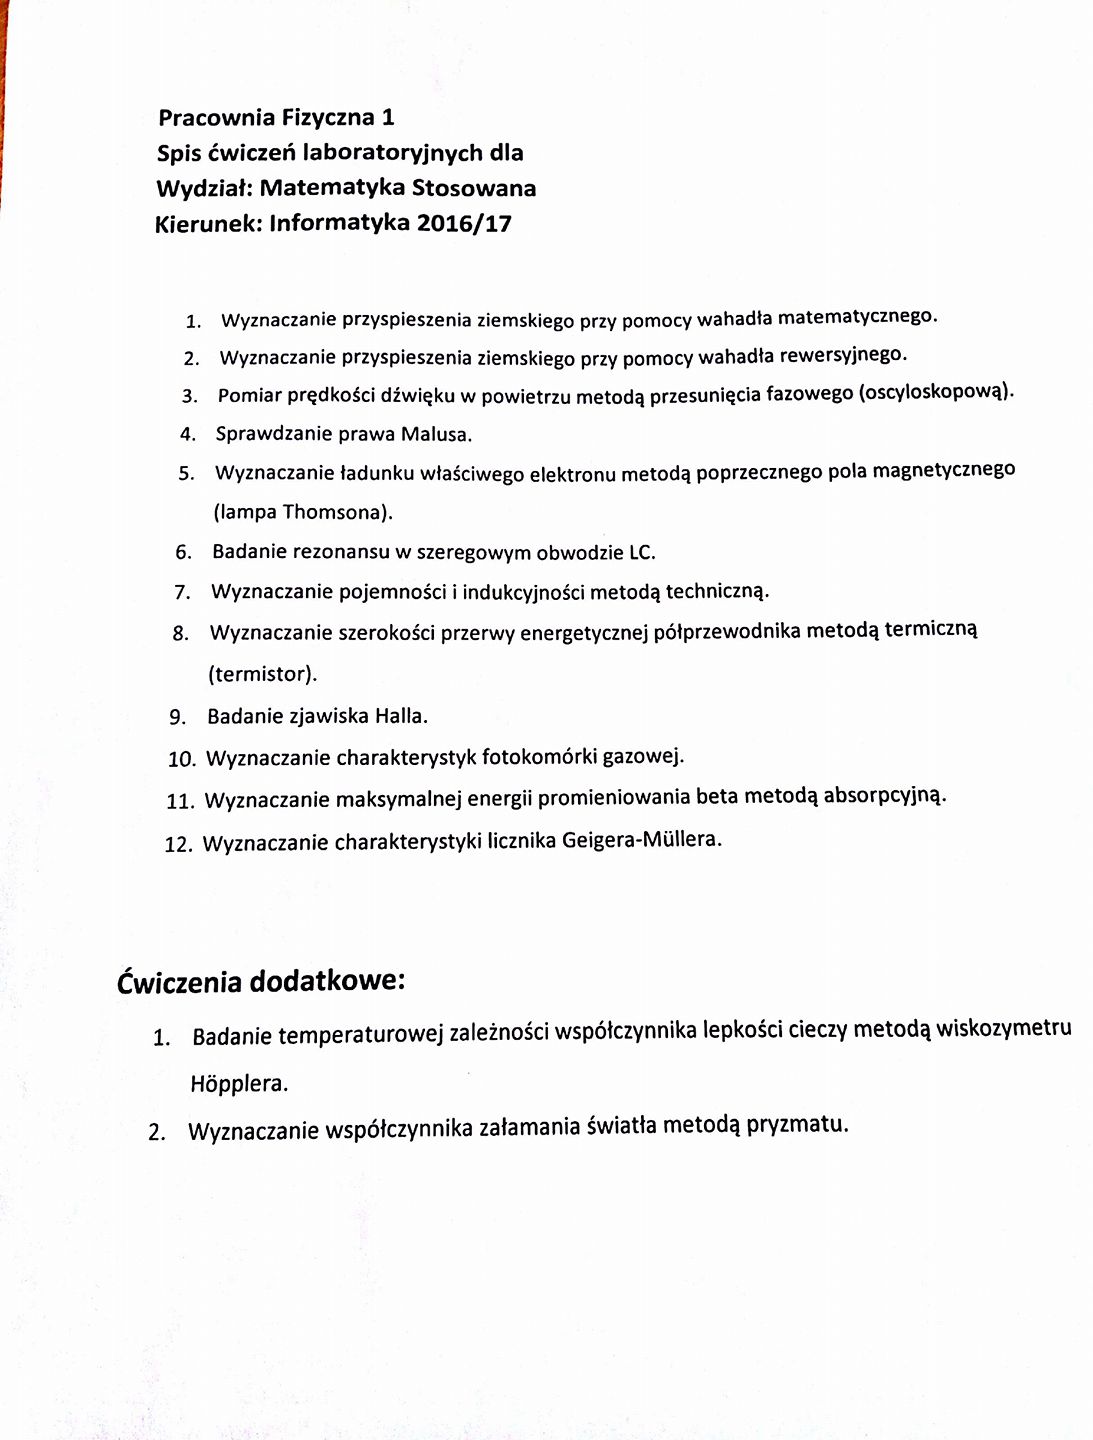 Pracownia Fizyczna 1
Spis ćwiczeń laboratoryjnych dla
Wydział: Matematyka Stosowana
Kierunek: Informatyka 2016/17
1. Wyznaczanie przyspieszenia ziemskiego przy pomocy wahadła matematycznego.
2. Wyznaczanie przyspieszenia ziemskiego przy pomocy wahadła rewersyjnego.
3. Pomiar prędkości dźwięku w powietrzu metodą przesunięcia fazowego (oscyloskopową).
4. Sprawdzanie prawa Malusa.
5. Wyznaczanie ładunku właściwego elektronu metodą poprzecznego pola magnetycznego
(lampa Thomsona).
6. Badanie rezonansu w szeregowym obwodzie LC.
7. Wyznaczanie pojemności i indukcyjności metodą techniczną.
8. Wyznaczanie szerokości przerwy energetycznej półprzewodnika metodą termiczną
(termistor).
9. Badanie zjawiska Halla.
10. Wyznaczanie charakterystyk fotokomórki gazowej.
11. Wyznaczanie maksymalnej energii promieniowania beta metodą absorpcyjną.
12. Wyznaczanie charakterystyki licznika Geigera-Müllera.
Ćwiczenia dodatkowe:
1. Badanie temperaturowej zależności współczynnika lepkości cieczy metodą wiskozymetru
Höpplera.
2. Wyznaczanie współczynnika załamania światła metodą pryzmatu.